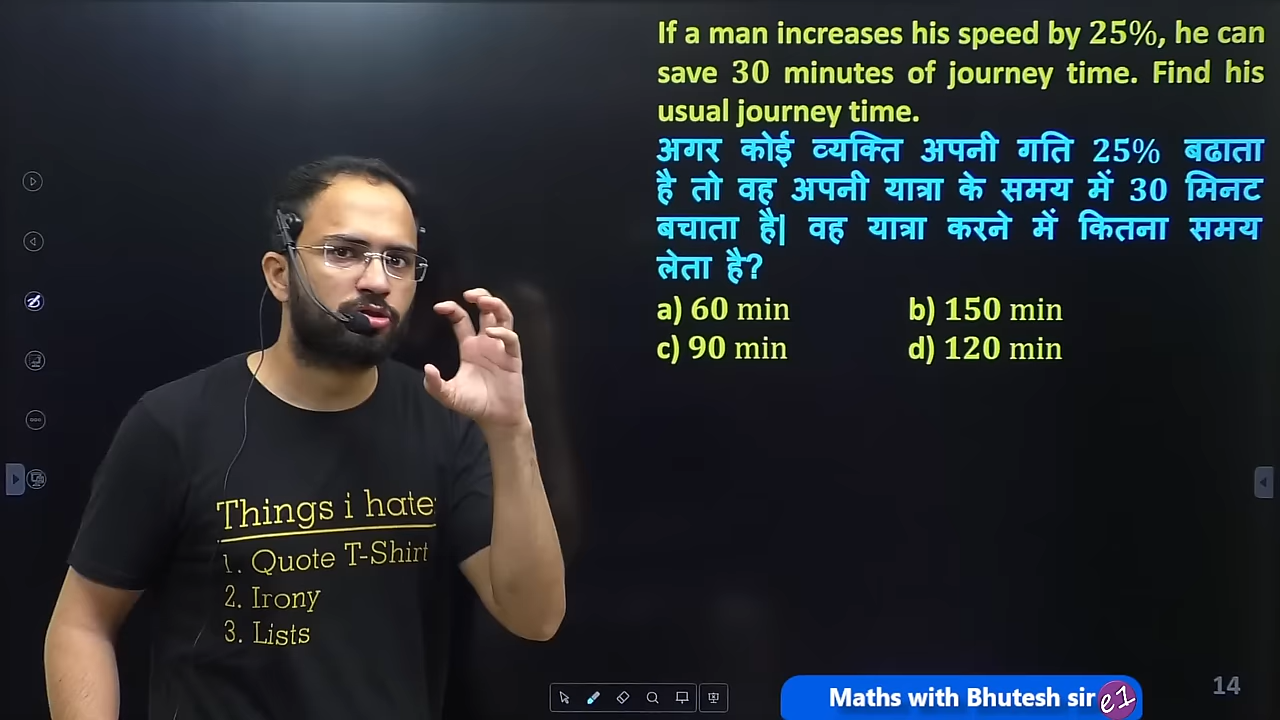 If a man increases his speed by 25%, he can
save 30 minutes of journey time. Find his
usual journey time.
अगर कोई व्यक्ति अपनी गति 25% बढाता
है तो वह अपनी यात्रा के समय में 30 मिनट
बचाता है| वह यात्रा करने में कितना समय
लेता है?
a) 60 min b) 150 min
c) 90 min d) 120 min
Things i hate:
1. Quote T-Shirt
2. Irony
3. Lists
14
Maths with Bhutesh sir e1